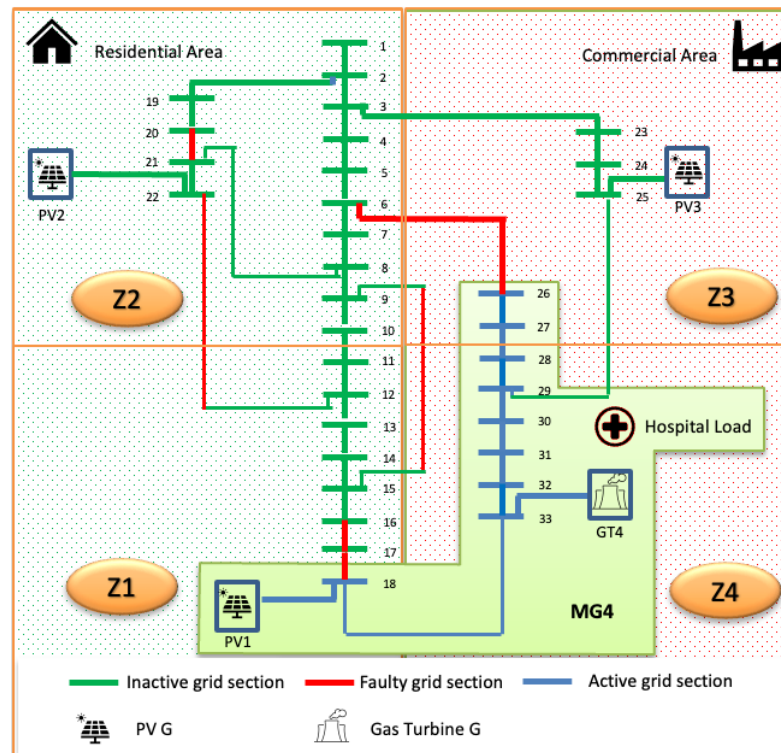 Residential Area
Commercial Area
1
2
3
4
5
6
7
8
9
10
11
12
13
14
15
16
17
18
19
20
21
22
PV2
23
24
25
PV3
Z2
Z3
26
27
28
29
30
31
32
33
Hospital Load
GT4
Z1
PV1
MG4
Z4
Inactive grid section
Faulty grid section
Active grid section
PV G
Gas Turbine G